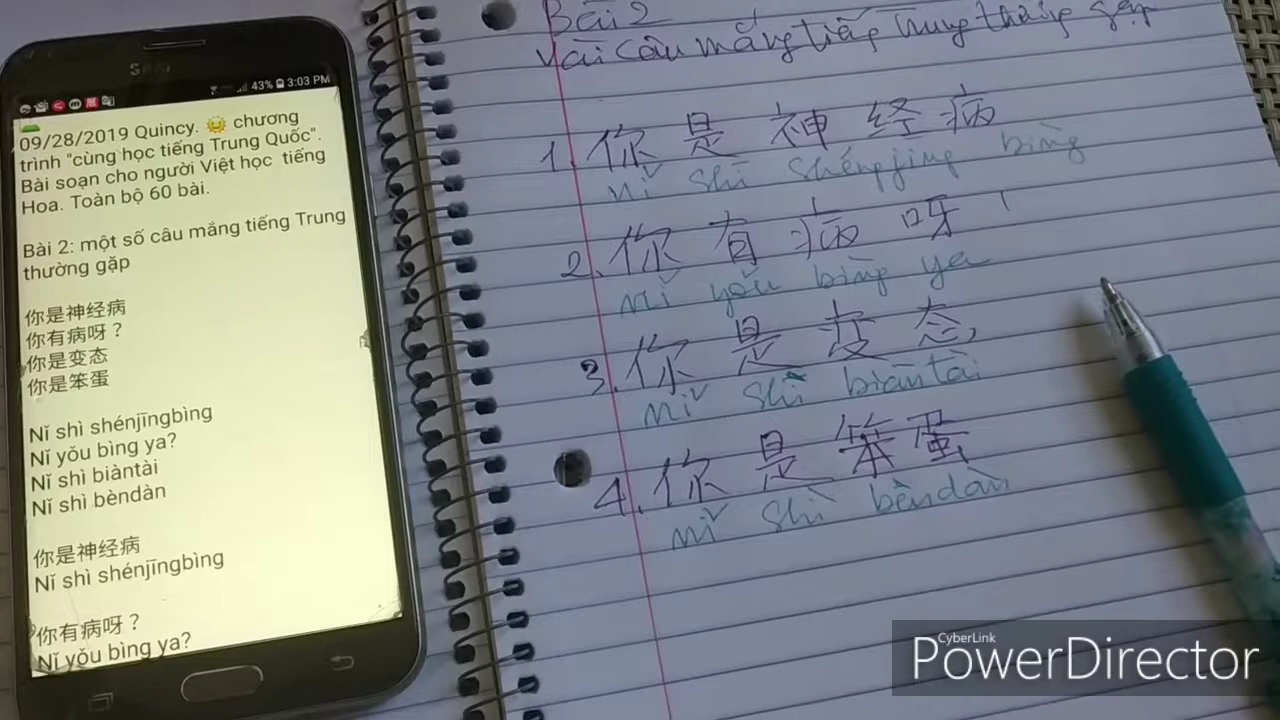 43% 3:03 PM
09/28/2019 Quincy. 🌞 chương
trình "cùng học tiếng Trung Quốc".
Bài soạn cho người Việt học tiếng
Hoa. Toàn bộ 60 bài.
Bài 2: một số câu mắng tiếng Trung
thường gặp
你是神经病
你有病呀？
你是变态
你是笨蛋
Nǐ shì shénjīngbìng
Nǐ yǒu bìng ya?
Nǐ shì biàntài
Nǐ shì bèndàn
你是神经病
Nǐ shì shénjīngbìng
你有病呀？
Nǐ yǒu bìng ya?
Bài 2
Vài câu mắng tiếng Trung thường gặp
1. 你是神经病
nǐ shì shénjīng bìng
2. 你有病呀
nǐ yǒu bìng ya
3. 你是变态
nǐ shì biàntài
4. 你是笨蛋
nǐ shì bèndàn
CyberLink
PowerDirector